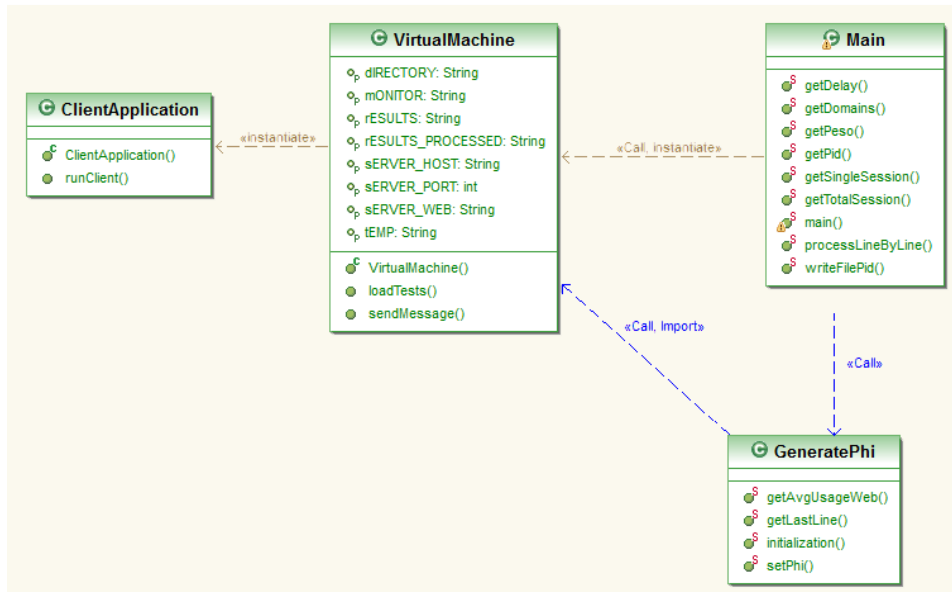 ClientApplication
ClientApplication()
runClient()
«instantiate»
VirtualMachine
dIRECTORY: String
mONITOR: String
rESULTS: String
rESULTS_PROCESSED: String
sERVER_HOST: String
sERVER_PORT: int
sERVER_WEB: String
tEMP: String
VirtualMachine()
loadTests()
sendMessage()
«Call, instantiate»
Main
getDelay()
getDomains()
getPeso()
getPid()
getSingleSession()
getTotalSession()
main()
processLineByLine()
writeFilePid()
«Call, Import»
«Call»
GeneratePhi
getAvgUsageWeb()
getLastLine()
initialization()
setPhi()